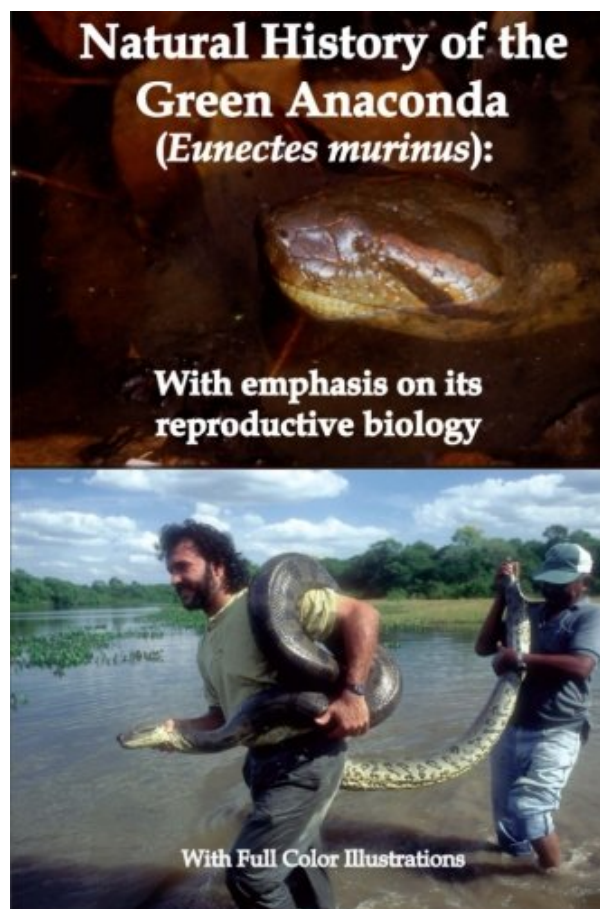 Natural History of the
Green Anaconda
(Eunectes murinus):
With emphasis on its
reproductive biology
With Full Color Illustrations